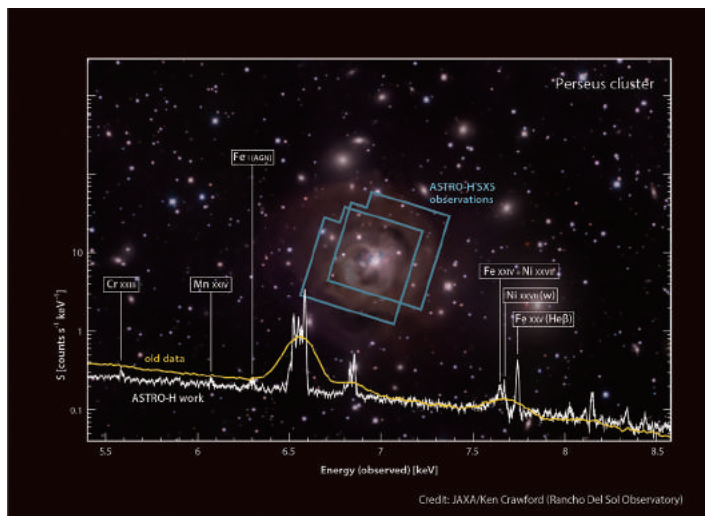 Perseus cluster
Fe I (AGN)
ASTRO-H SXS
observations
10
Fe XXIV + Ni XXVII
Cr XXIII
Mn XXIV
Ni XXVII (w)
Fe XXV (Heβ)
S [counts s⁻¹ keV⁻¹]
1
old data
ASTRO-H work
0.1
5.5 6 6.5 7 7.5 8 8.5
Energy (observed) [keV]
Credit: JAXA/Ken Crawford (Rancho Del Sol Observatory)